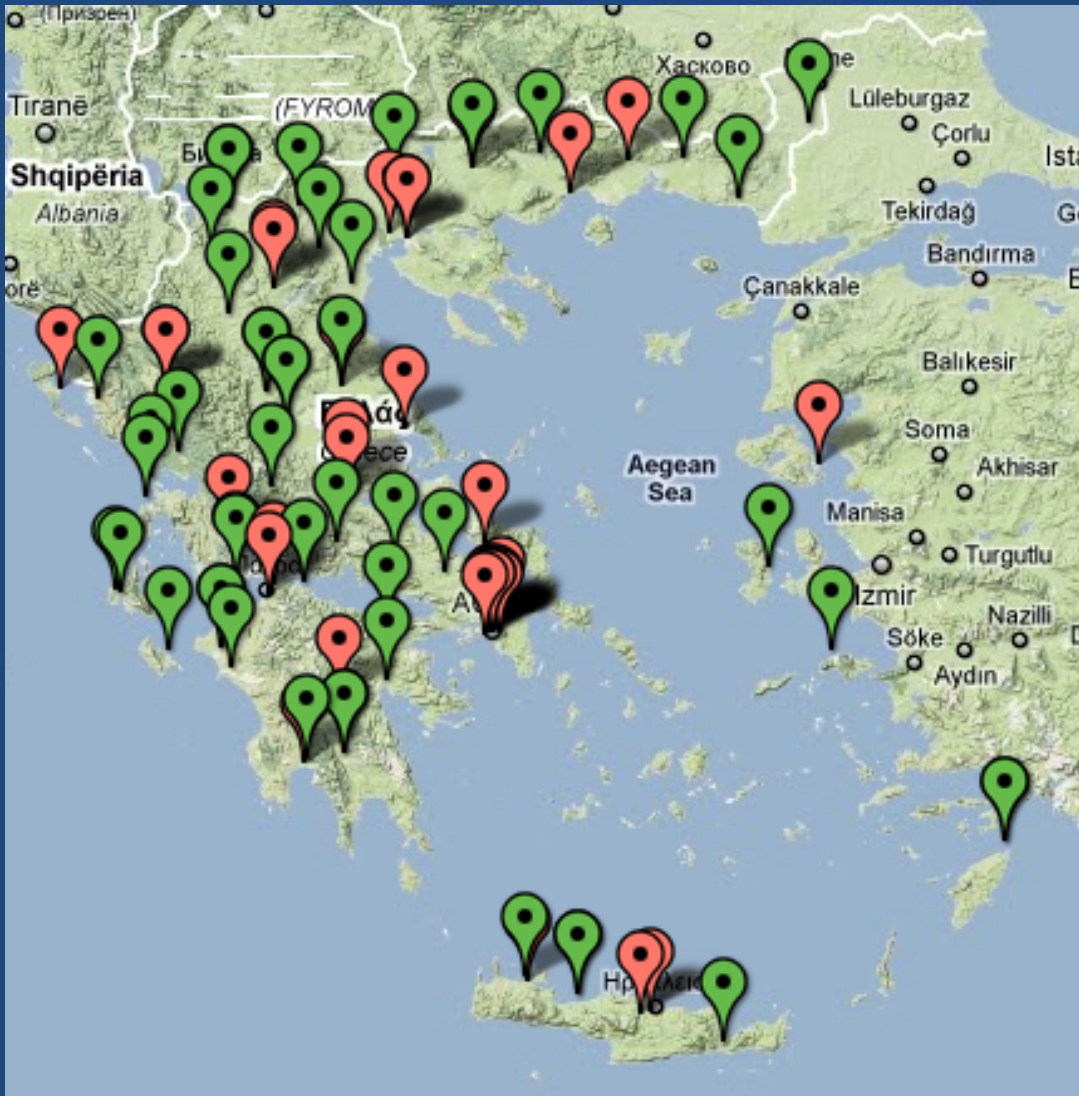 (Призрен)
Хасково
Tiranë
(FYROM
Lüleburgaz
Çorlu
Shqipëria
Albania
Tekirdağ
Bandırma
Çanakkale
Balıkesir
Soma
Aegean
Sea
Akhisar
Manisa
Turgutlu
Izmir
Nazilli
Söke
Aydın